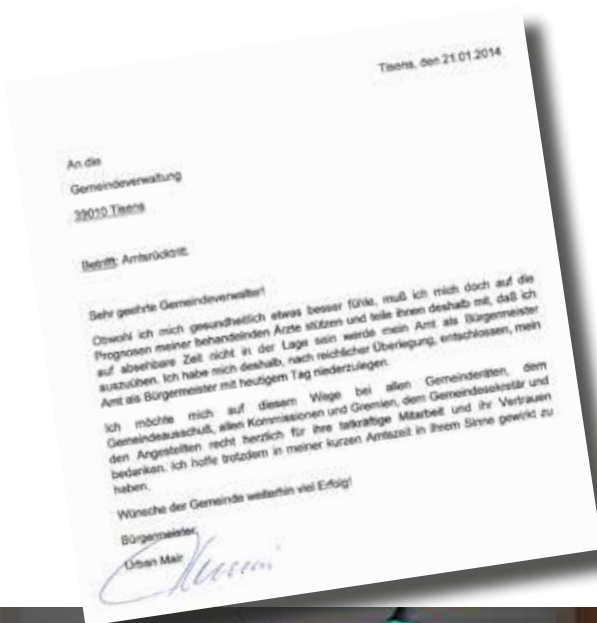 Tisens, den 21.01.2014
An die
Gemeindeverwaltung
39010 Tisens
Betrifft: Amtsrücktritt
Sehr geehrte Gemeindeverwalter!
Obwohl ich mich gesundheitlich etwas besser fühle, muß ich mich doch auf die
Prognosen meiner behandelnden Ärzte stützen und teile ihnen deshalb mit, daß ich
auf absehbare Zeit nicht in der Lage sein werde mein Amt als Bürgermeister
auszuüben. Ich habe mich deshalb, nach reichlicher Überlegung, entschlossen, mein
Amt als Bürgermeister mit heutigem Tag niederzulegen.
Ich möchte mich auf diesem Wege bei allen Gemeinderäten, dem
Gemeindeausschuß, allen Kommissionen und Gremien, dem Gemeindesekretär und
den Angestellten recht herzlich für ihre tatkräftige Mitarbeit und ihr Vertrauen
bedanken. Ich hoffe trotzdem in meiner kurzen Amtszeit in Ihrem Sinne gewirkt zu
haben.
Wünsche der Gemeinde weiterhin viel Erfolg!
Bürgermeister
Urban Mair